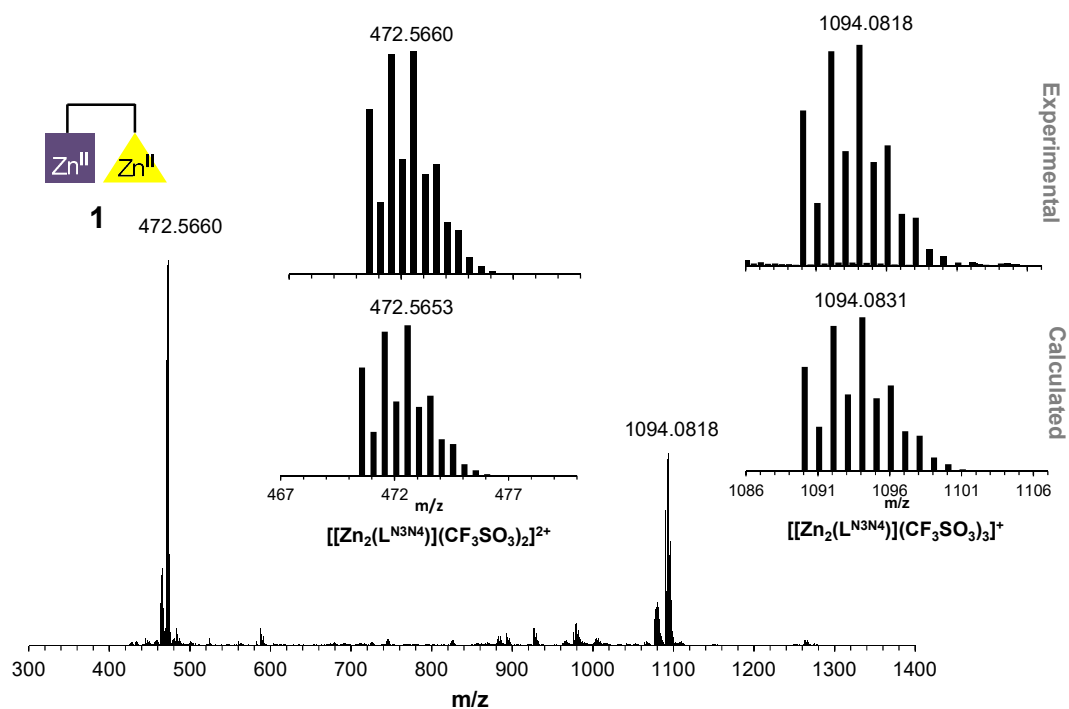 472.5660
1094.0818
Experimental
Zn^II Zn^II
1
472.5660
472.5653
1094.0831
Calculated
1094.0818
467 472 477
m/z
1086 1091 1096 1101 1106
m/z
[[Zn₂(L^N3N4)](CF₃SO₃)₂]²⁺
[[Zn₂(L^N3N4)](CF₃SO₃)₃]⁺
300 400 500 600 700 800 900 1000 1100 1200 1300 1400
m/z